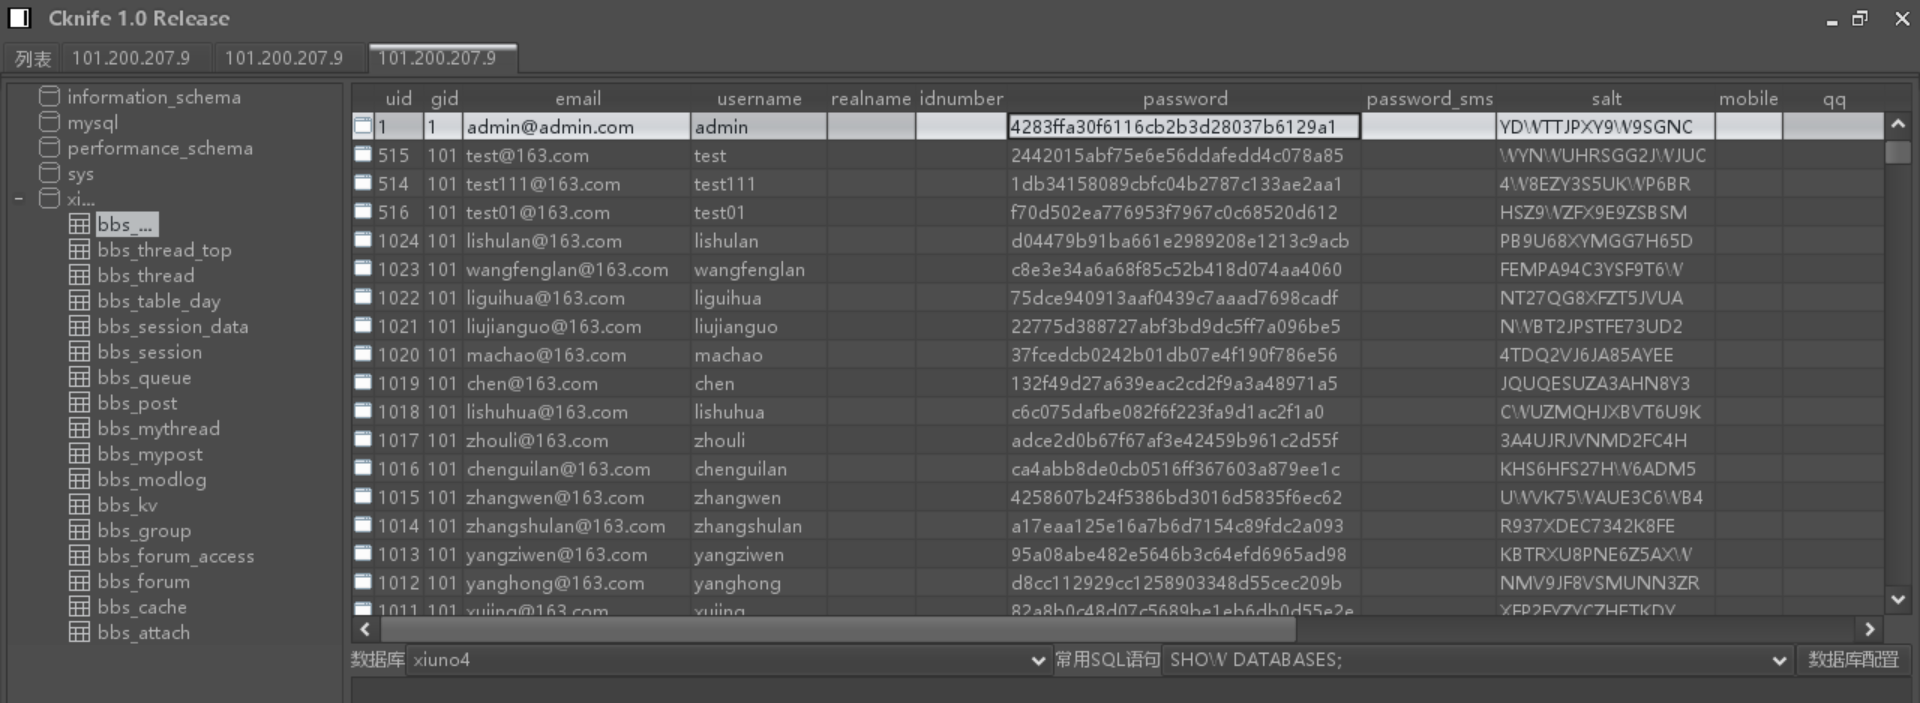 Cknife 1.0 Release
列表 101.200.207.9 101.200.207.9 101.200.207.9
information_schema
mysql
performance_schema
sys
xi...
bbs_...
bbs_thread_top
bbs_thread
bbs_table_day
bbs_session_data
bbs_session
bbs_queue
bbs_post
bbs_mythread
bbs_mypost
bbs_modlog
bbs_kv
bbs_group
bbs_forum_access
bbs_forum
bbs_cache
bbs_attach
uid gid email username realname idnumber password password_sms salt mobile qq
1 1 admin@admin.com admin 4283ffa30f6116cb2b3d28037b6129a1 YDWTTJPXY9W9SGNC
515 101 test@163.com test 2442015abf75e6e56ddafedd4c078a85 WYNWUHRSGG2JWJUC
514 101 test111@163.com test111 1db34158089cbfc04b2787c133ae2aa1 4W8EZY3S5UKWP6BR
516 101 test01@163.com test01 f70d502ea776953f7967c0c68520d612 HSZ9WZFX9E9ZSBSM
1024 101 lishulan@163.com lishulan d04479b91ba661e2989208e1213c9acb PB9U68XYMGG7H65D
1023 101 wangfenglan@163.com wangfenglan c8e3e34a6a68f85c52b418d074aa4060 FEMPA94C3YSF9T6W
1022 101 liguihua@163.com liguihua 75dce940913aaf0439c7aaad7698cadf NT27QG8XFZT5JVUA
1021 101 liujianguo@163.com liujianguo 22775d388727abf3bd9dc5ff7a096be5 NWBT2JPSTFE73UD2
1020 101 machao@163.com machao 37fcedcb0242b01db07e4f190f786e56 4TDQ2VJ6JA85AYEE
1019 101 chen@163.com chen 132f49d27a639eac2cd2f9a3a48971a5 JQUQESUZA3AHN8Y3
1018 101 lishuhua@163.com lishuhua c6c075dafbe082f6f223fa9d1ac2f1a0 CWUZMQHJXBVT6U9K
1017 101 zhouli@163.com zhouli adce2d0b67f67af3e42459b961c2d55f 3A4UJRJVNMD2FC4H
1016 101 chenguilan@163.com chenguilan ca4abb8de0cb0516ff367603a879ee1c KHS6HFS27HW6ADM5
1015 101 zhangwen@163.com zhangwen 4258607b24f5386bd3016d5835f6ec62 UWVK75WAUE3C6WB4
1014 101 zhangshulan@163.com zhangshulan a17eaa125e16a7b6d7154c89fdc2a093 R937XDEC7342K8FE
1013 101 yangziwen@163.com yangziwen 95a08abe482e5646b3c64efd6965ad98 KBTRXU8PNE6Z5AXW
1012 101 yanghong@163.com yanghong d8cc112929cc1258903348d55cec209b NMV9JF8VSMUNN3ZR
1011 101 xujing@163.com xujing 82a8b0c48d07c5689be1eb6db0d55e2e
数据库 xiuno4 常用SQL语句 SHOW DATABASES; 数据库配置